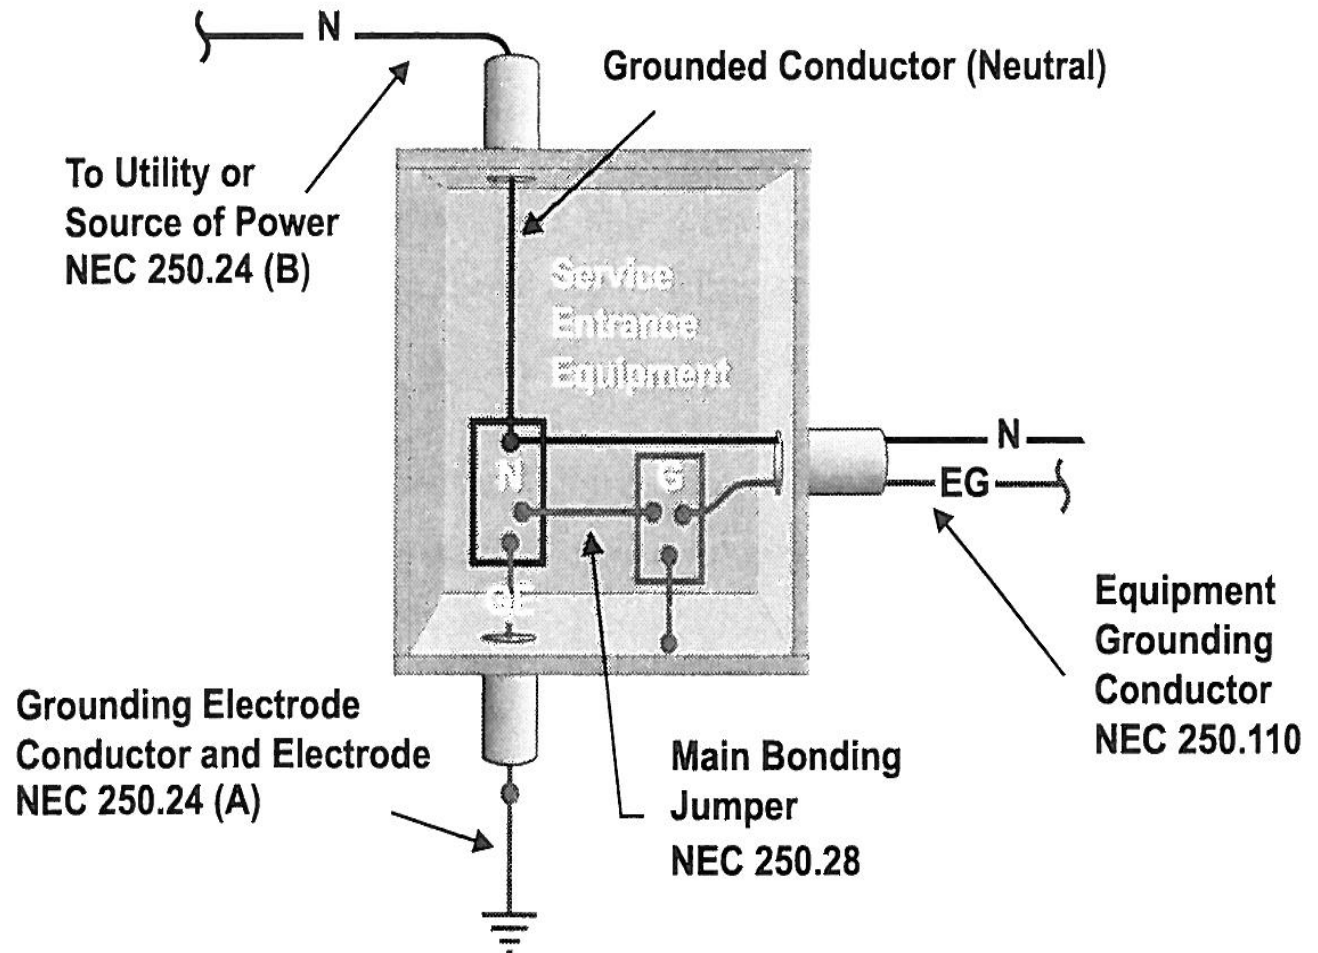 N
Grounded Conductor (Neutral)
To Utility or
Source of Power
NEC 250.24 (B)
Service
Entrance
Equipment
N
G
N
EG
GE
Equipment
Grounding
Conductor
NEC 250.110
Grounding Electrode
Conductor and Electrode
NEC 250.24 (A)
Main Bonding
Jumper
NEC 250.28